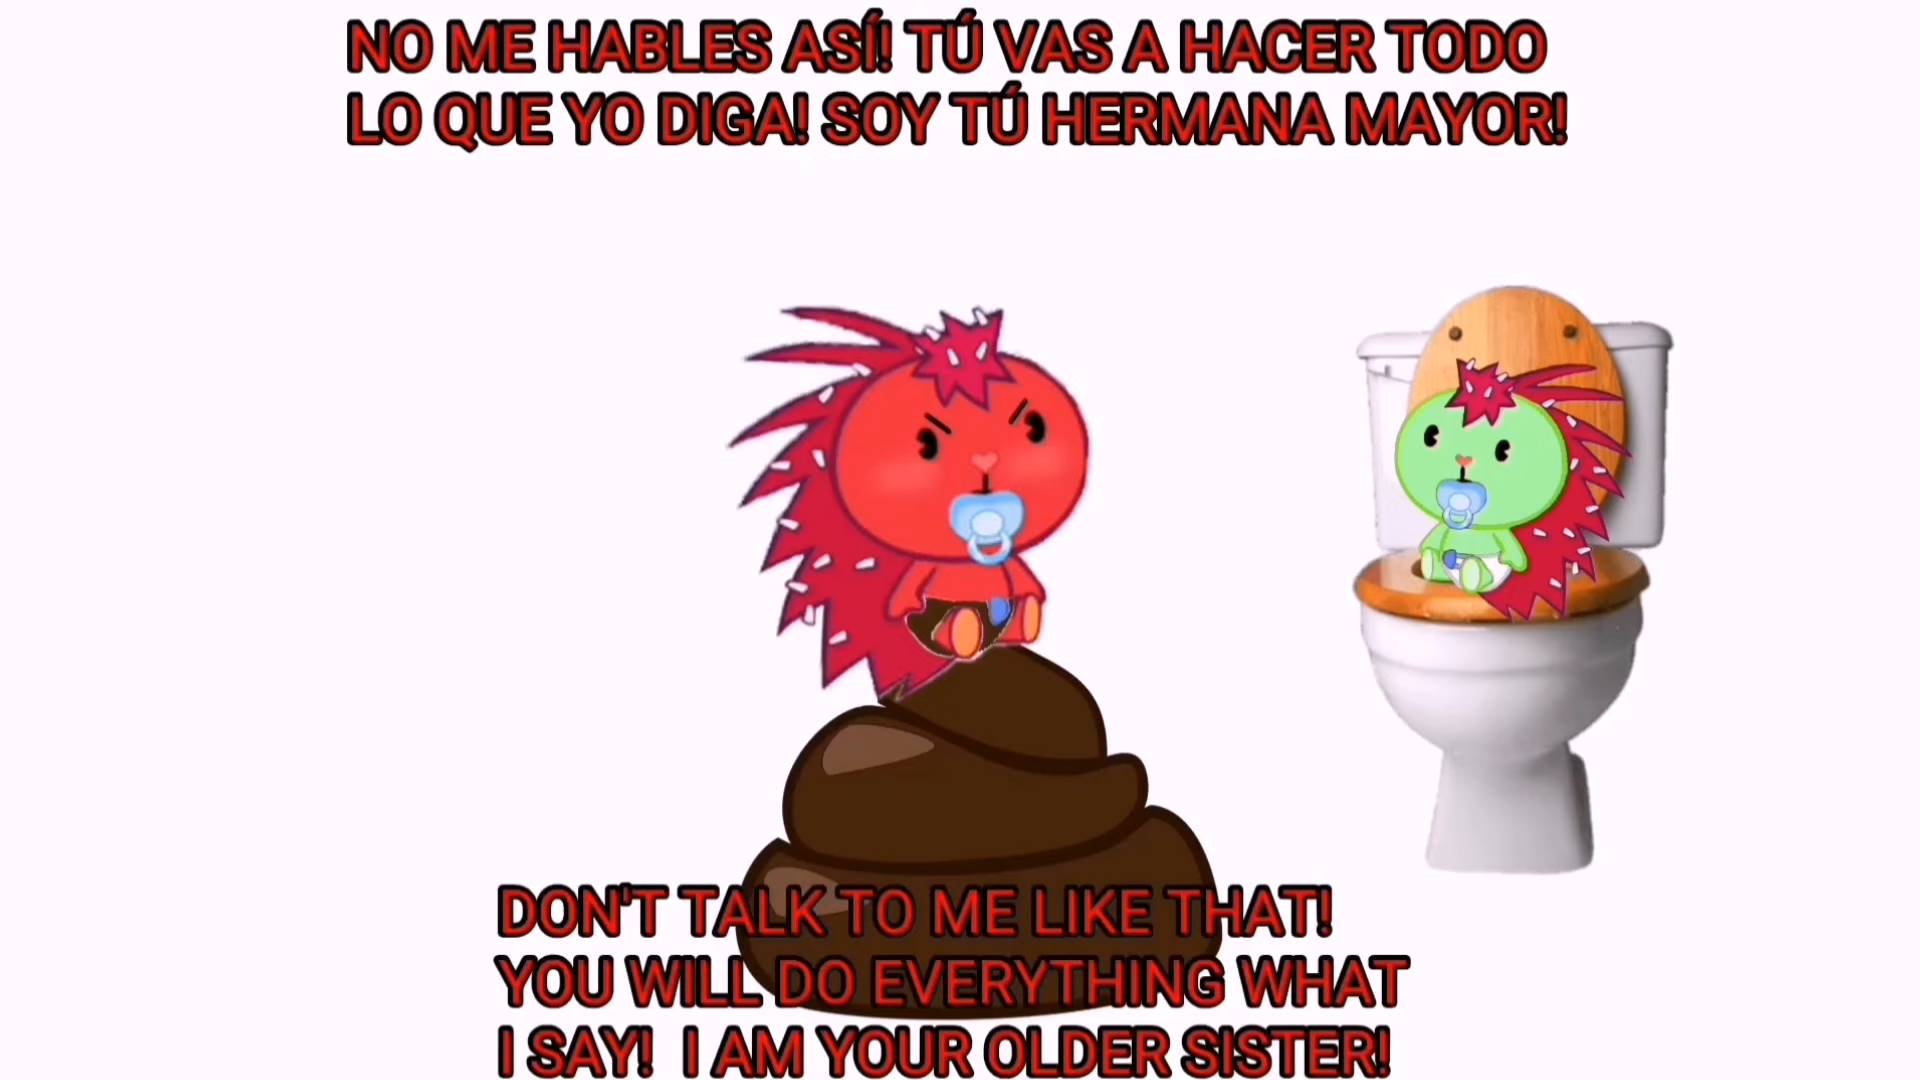 NO ME HABLES ASÍ! TÚ VAS A HACER TODO
LO QUE YO DIGA! SOY TÚ HERMANA MAYOR!
DON'T TALK TO ME LIKE THAT!
YOU WILL DO EVERYTHING WHAT
I SAY! I AM YOUR OLDER SISTER!